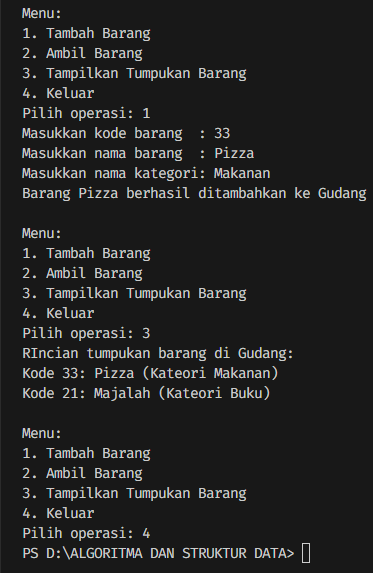 Menu:
1. Tambah Barang
2. Ambil Barang
3. Tampilkan Tumpukan Barang
4. Keluar
Pilih operasi: 1
Masukkan kode barang  : 33
Masukkan nama barang  : Pizza
Masukkan nama kategori: Makanan
Barang Pizza berhasil ditambahkan ke Gudang

Menu:
1. Tambah Barang
2. Ambil Barang
3. Tampilkan Tumpukan Barang
4. Keluar
Pilih operasi: 3
RIncian tumpukan barang di Gudang:
Kode 33: Pizza (Kateori Makanan)
Kode 21: Majalah (Kateori Buku)

Menu:
1. Tambah Barang
2. Ambil Barang
3. Tampilkan Tumpukan Barang
4. Keluar
Pilih operasi: 4
PS D:\ALGORITMA DAN STRUKTUR DATA>